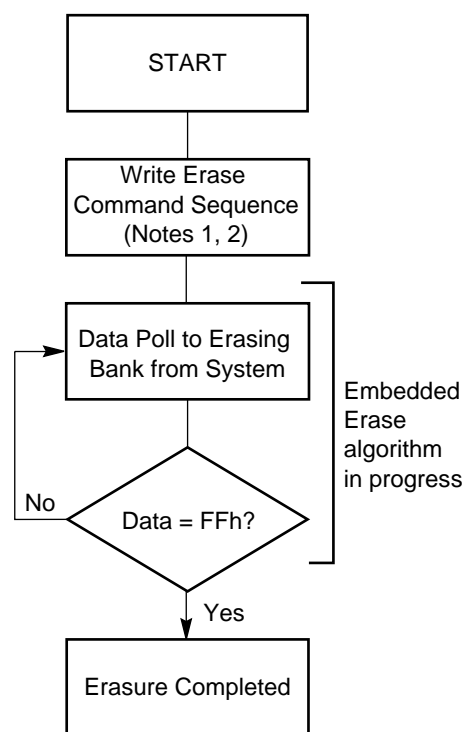 START
Write Erase
Command Sequence
(Notes 1, 2)
Data Poll to Erasing
Bank from System
Embedded
Erase
algorithm
in progress
No
Data = FFh?
Yes
Erasure Completed